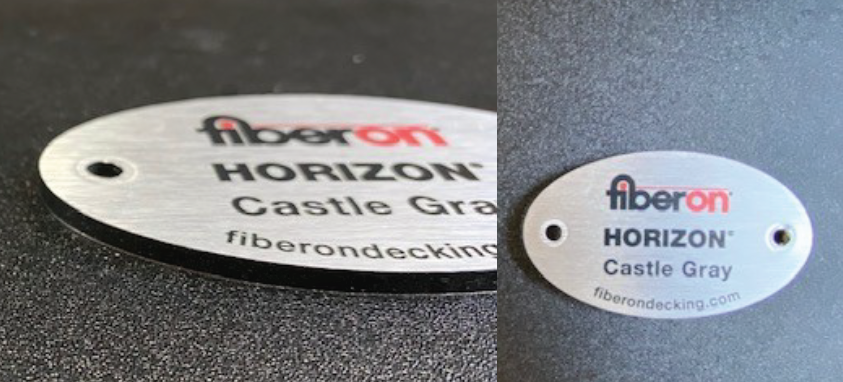 fiberon
HORIZON®
Castle Gra
fiberondecking
fiberon
HORIZON®
Castle Gray
fiberondecking.com